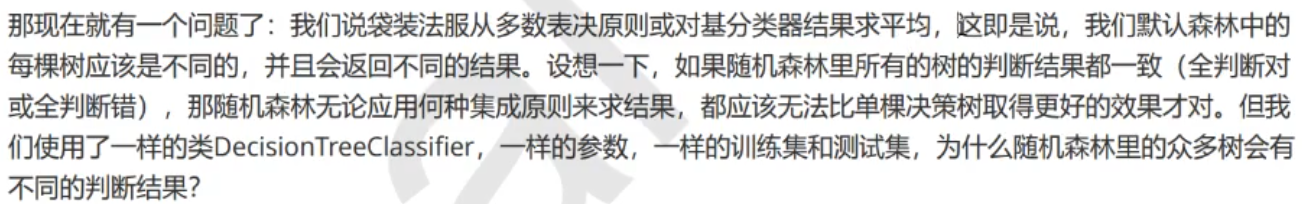 那现在就有一个问题了：我们说袋装法服从多数表决原则或对基分类器结果求平均，这即是说，我们默认森林中的
每棵树应该是不同的，并且会返回不同的结果。设想一下，如果随机森林里所有的树的判断结果都一致（全判断对
或全判断错），那随机森林无论应用何种集成原则来求结果，都应该无法比单棵决策树取得更好的效果才对。但我
们使用了一样的类DecisionTreeClassifier，一样的参数，一样的训练集和测试集，为什么随机森林里的众多树会有
不同的判断结果？